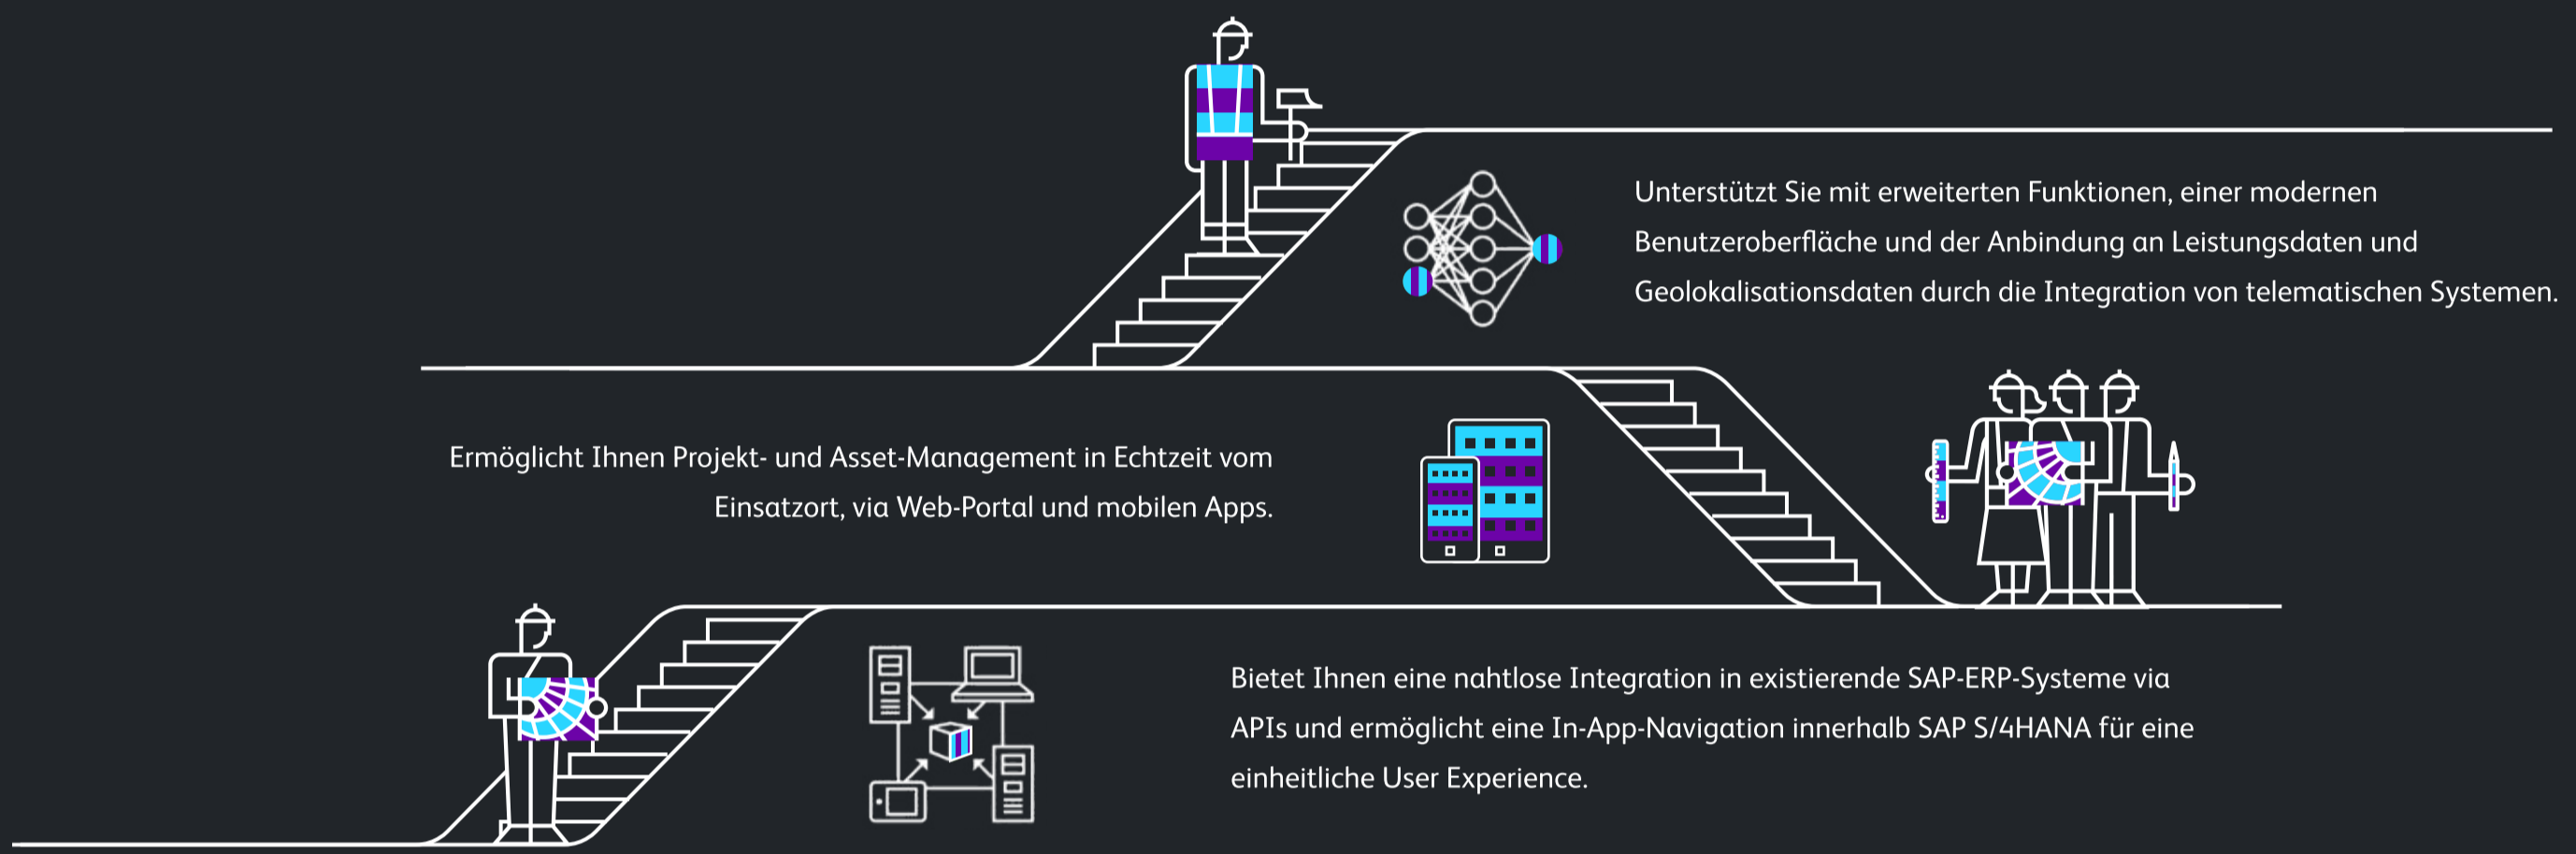 Unterstützt Sie mit erweiterten Funktionen, einer modernen
Benutzeroberfläche und der Anbindung an Leistungsdaten und
Geolokalisationsdaten durch die Integration von telematischen Systemen.
Ermöglicht Ihnen Projekt- und Asset-Management in Echtzeit vom
Einsatzort, via Web-Portal und mobilen Apps.
Bietet Ihnen eine nahtlose Integration in existierende SAP-ERP-Systeme via
APIs und ermöglicht eine In-App-Navigation innerhalb SAP S/4HANA für eine
einheitliche User Experience.